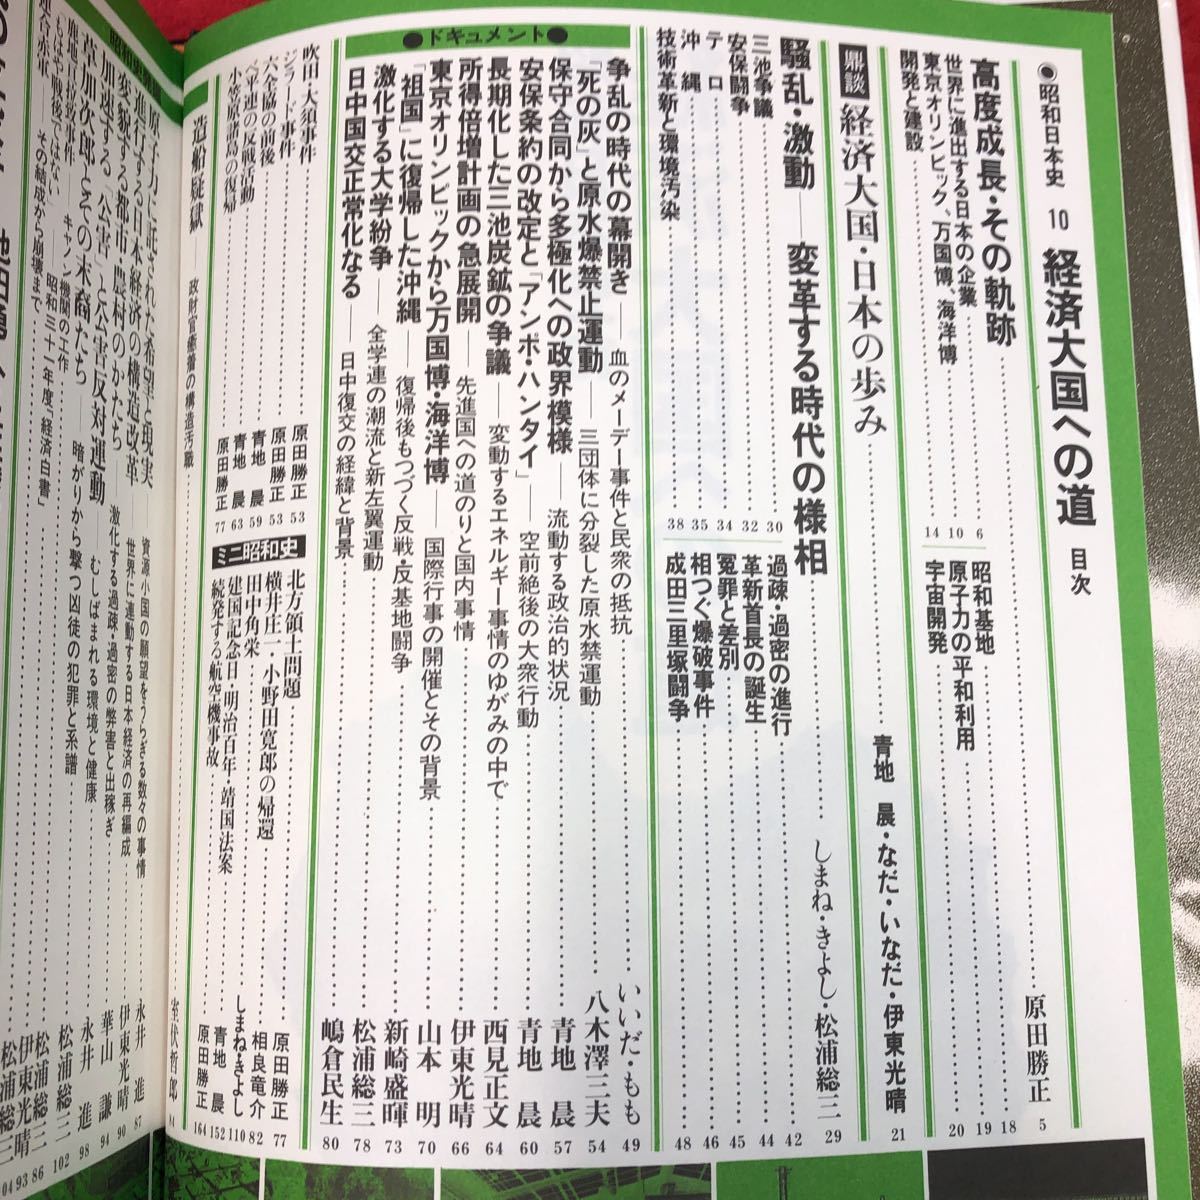 ●昭和日本史 10 経済大国への道 目次
高度成長・その軌跡 原田勝正 5
世界に進出する日本の企業 6
東京オリンピック、万国博、海洋博 10
開発と建設 14
昭和基地 18
原子力の平和利用 19
宇宙開発 20
鼎談 経済大国・日本の歩み 青地 晨・なだ・いなだ・伊東光晴 21
騒乱・激動——変革する時代の様相 しまね・きよし・松浦総三 29
三池争議 30
安保闘争 32
テロ 34
沖縄 35
技術革新と環境汚染 38
過疎・過密の進行 42
革新首長の誕生 44
冤罪と差別 45
相つぐ爆破事件 46
成田三里塚闘争 48
●ドキュメント●
争乱の時代の幕開き——血のメーデー事件と民衆の抵抗 いいだ・もも 49
「死の灰」と原水爆禁止運動——三団体に分裂した原水禁運動 八木澤三夫 54
保守合同から多極化への政界模様——流動する政治的状況 青地 晨 57
安保条約の改定と「アンポ・ハンタイ」——空前絶後の大衆行動 青地 晨 60
長期化した三池炭鉱の争議——変動するエネルギー事情のゆがみの中で 西見正文 64
所得倍増計画の急展開——先進国への道のりと国内事情 伊東光晴 66
東京オリンピックから万国博・海洋博——国際行事の開催とその背景 山本 明 70
「祖国」に復帰した沖縄——復帰後もつづく反戦・反基地闘争 新崎盛暉 73
激化する大学紛争——全学連の潮流と新左翼運動 松浦総三 78
日中国交正常化なる——日中復交の経緯と背景 嶋倉民生 80
吹田・大須事件 原田勝正 53
ジラード事件 原田勝正 53
六全協の前後 青地 晨 59
ベ平連の反戦活動 青地 晨 63
小笠原諸島の復帰 原田勝正 77
ミニ昭和史
北方領土問題 原田勝正 77
横井庄一・小野田寛郎の帰還 相良竜介 82
田中角栄 しまね・きよし 110
建国記念日・明治百年・靖国法案 青地 晨 152
続発する航空機事故 原田勝正 164
造船疑獄——政財官癒着の構造汚職 室伏哲郎 84
原子力に託された希望と現実——資源小国の願望をうらぎる数々の事情 永井 進 87
進行する日本経済の構造改革——世界に連動する日本経済の再編成 伊東光晴 90
変貌する都市・農村のかたち——激化する過疎・過密の弊害と出稼ぎ 華山 謙 94
加速する「公害」と公害反対運動——むしばまれる環境と健康 永井 進 98
草加次郎とその末裔たち——暗がりから撃つ凶徒の犯罪と系譜 松浦総三 102
鹿地亘拉致事件——キャノン機関の工作 松浦総三 86
「もはや戦後ではない」——昭和三十一年度「経済白書」 伊東光晴 93
連合赤軍——その結成から崩壊まで 松浦総三